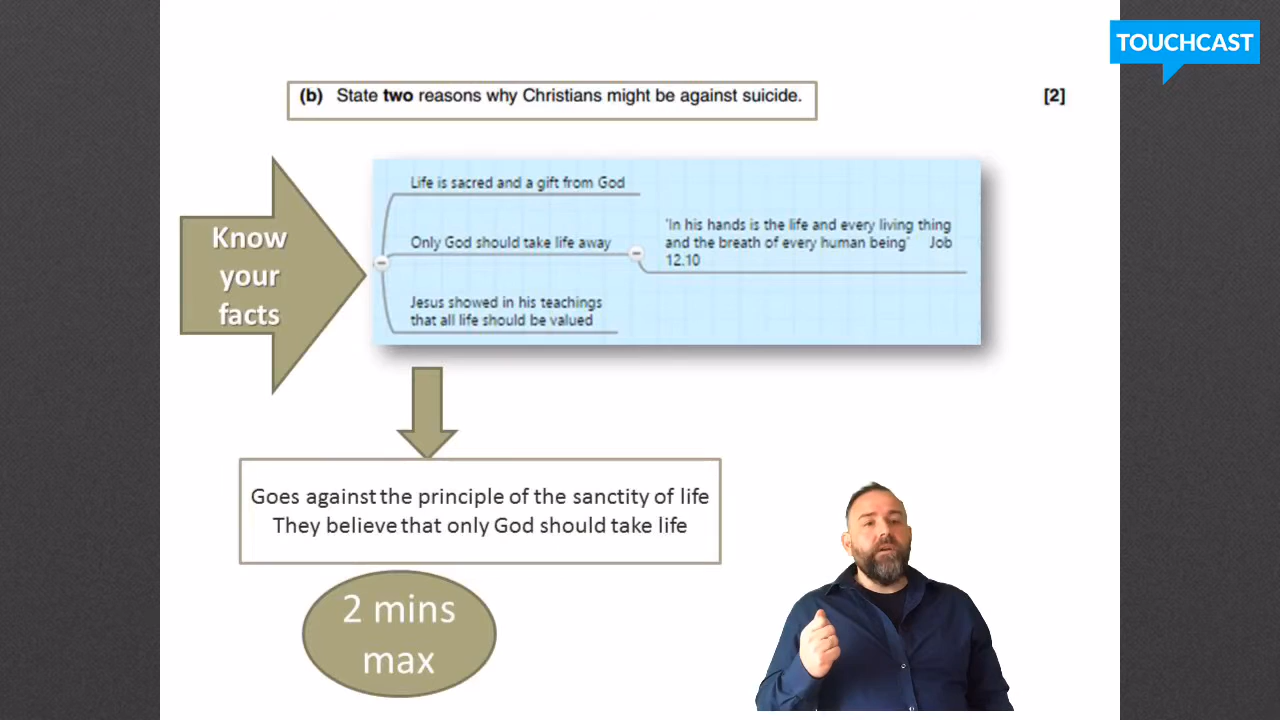 TOUCHCAST
(b) State two reasons why Christians might be against suicide. [2]
Know
your
facts
Life is sacred and a gift from God
Only God should take life away
'In his hands is the life and every living thing
and the breath of every human being' Job
12.10
Jesus showed in his teachings
that all life should be valued
Goes against the principle of the sanctity of life
They believe that only God should take life
2 mins
max